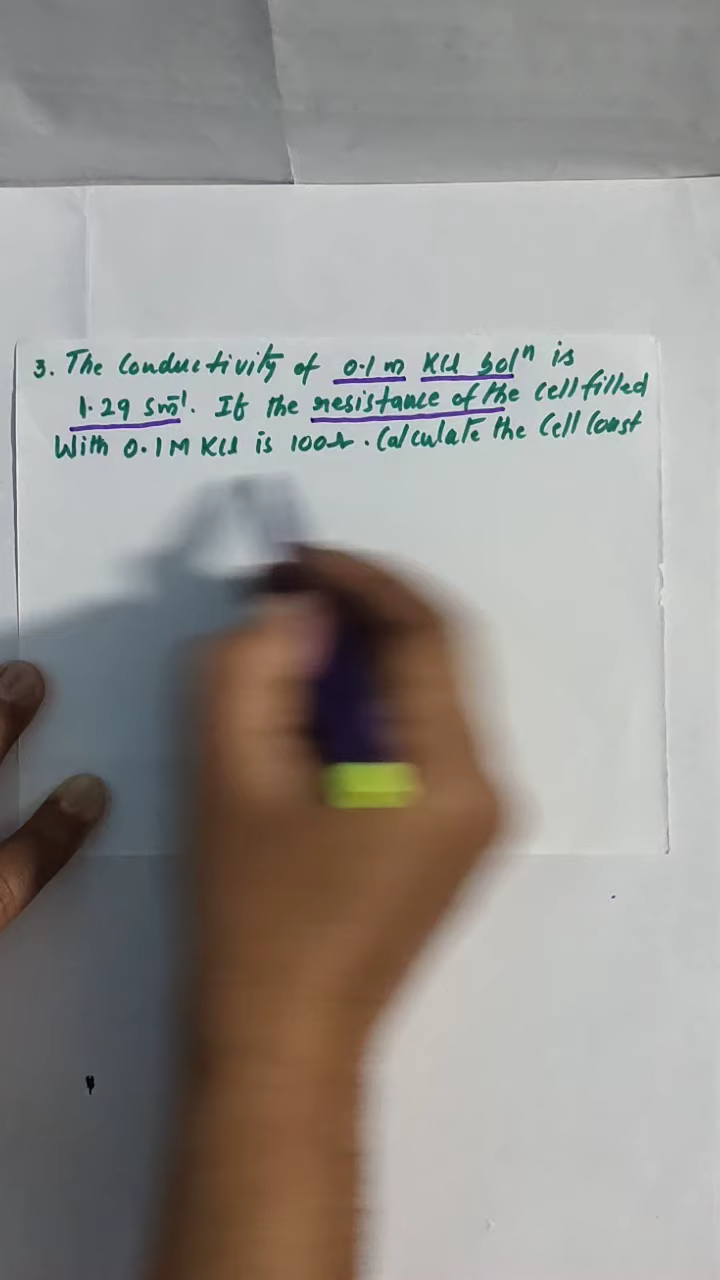 3. The Conductivity of 0.1 m KCl solⁿ is
1.29 Sm⁻¹. If the resistance of the cell filled
With 0.1M KCl is 100Ω. Calculate the Cell Const